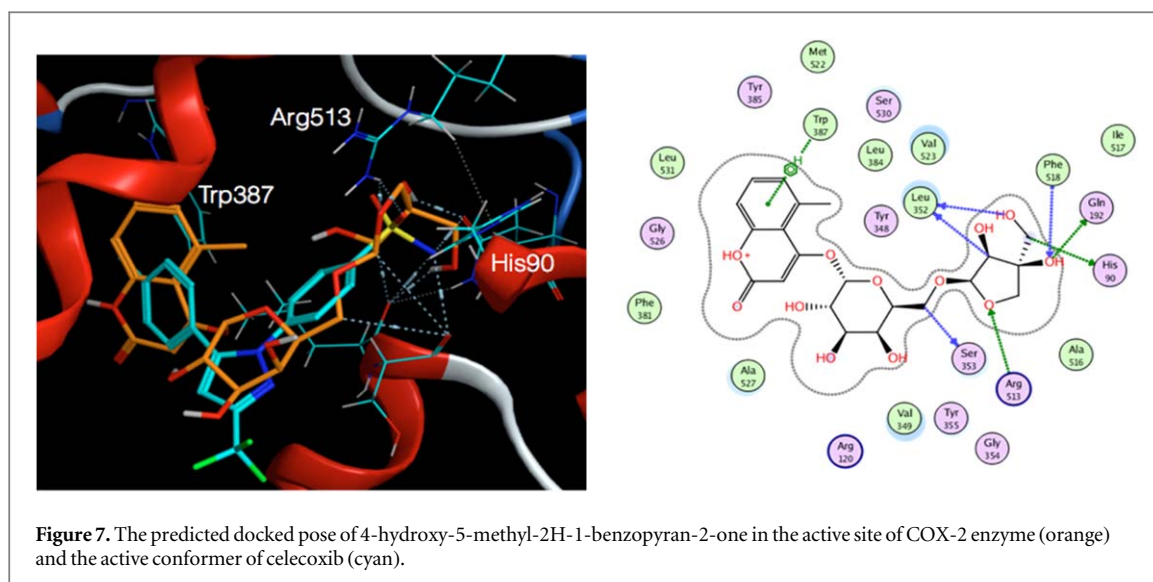 Arg513
Trp387
His90
Met
522
Tyr
385
Ser
530
Trp
387
H
Leu
384
Val
523
Ile
517
Leu
531
Phe
518
Leu
352
Gln
192
Tyr
348
HO
OH
Gly
526
HO
OH
His
90
O
O
O
O
O
O
HO
Phe
381
Ser
353
HO
OH
Ala
516
Ala
527
Arg
513
Val
349
Tyr
355
Arg
120
Gly
354
Figure 7. The predicted docked pose of 4-hydroxy-5-methyl-2H-1-benzopyran-2-one in the active site of COX-2 enzyme (orange)
and the active conformer of celecoxib (cyan).